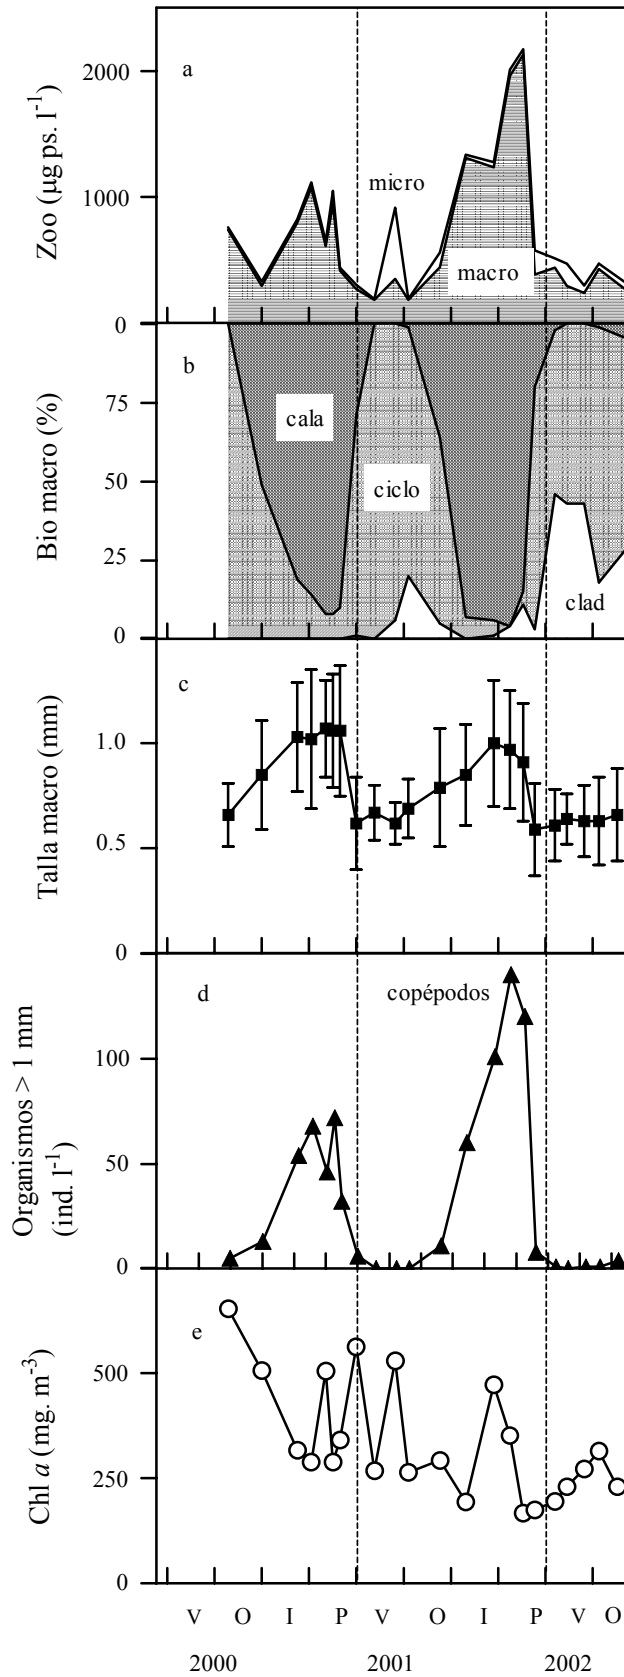 Zoo (µg ps. l⁻¹)
2000
1000
0
a
micro
macro
Bio macro (%)
75
50
25
0
b
cala
ciclo
clad
Talla macro (mm)
1.0
0.5
0
c
Organismos > 1 mm
(ind. l⁻¹)
100
50
0
d
copépodos
Chl a (mg. m⁻³)
500
250
0
e
V O I P V O I P V O
2000 2001 2002